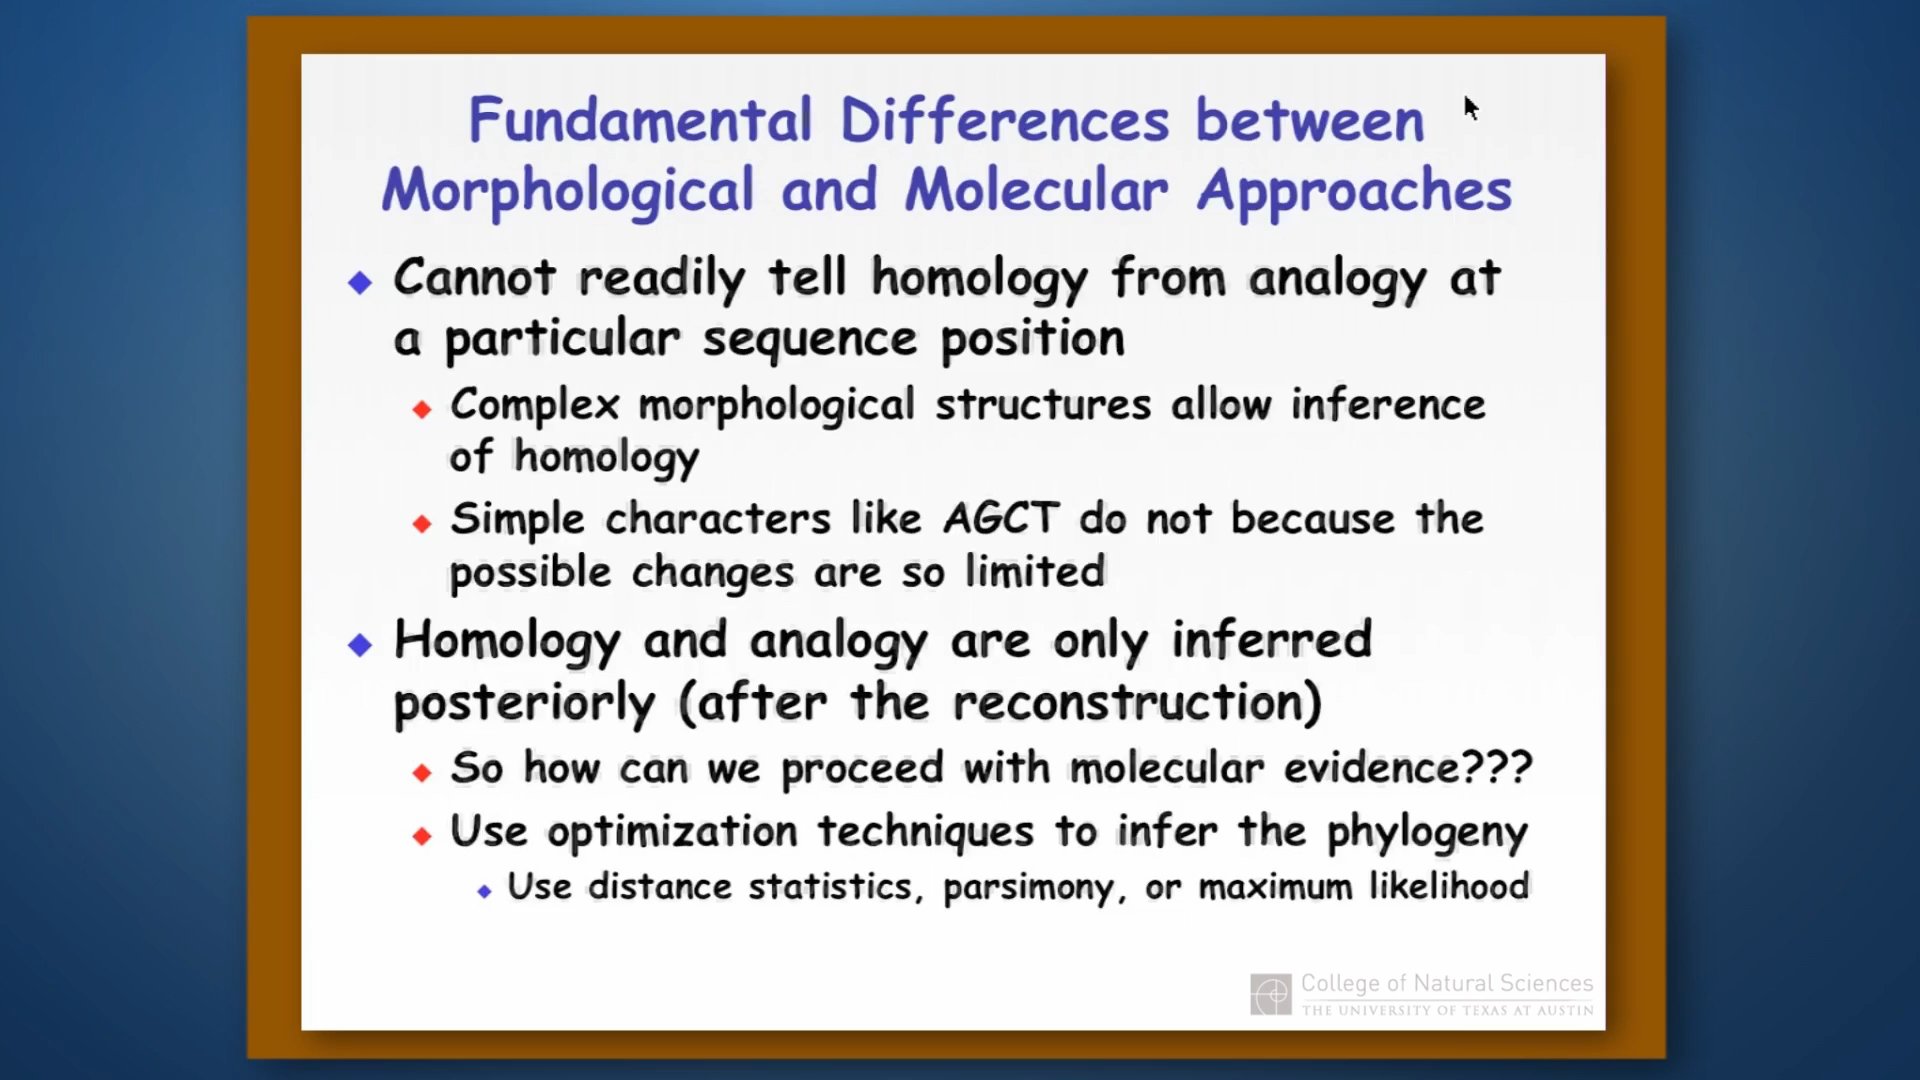 Fundamental Differences between
Morphological and Molecular Approaches
Cannot readily tell homology from analogy at
a particular sequence position
Complex morphological structures allow inference
of homology
Simple characters like AGCT do not because the
possible changes are so limited
Homology and analogy are only inferred
posteriorly (after the reconstruction)
So how can we proceed with molecular evidence???
Use optimization techniques to infer the phylogeny
Use distance statistics, parsimony, or maximum likelihood
College of Natural Sciences
THE UNIVERSITY OF TEXAS AT AUSTIN